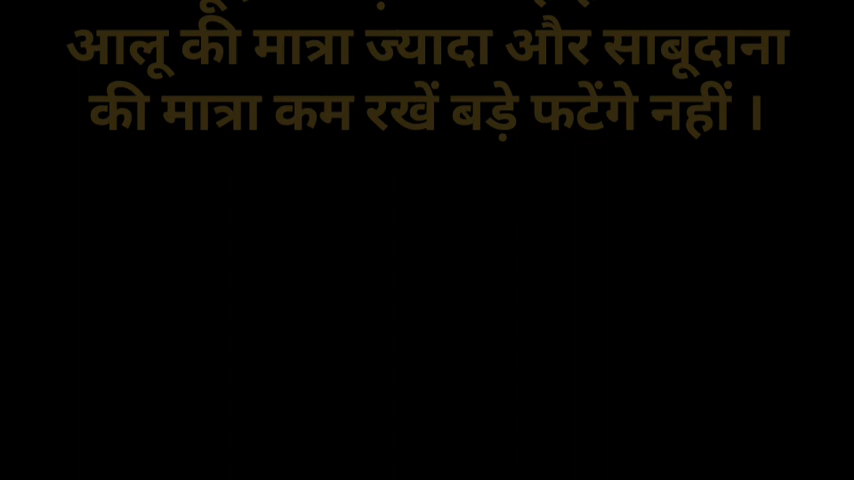 आलू की मात्रा ज्यादा और साबूदाना
की मात्रा कम रखें बड़े फटेंगे नहीं ।